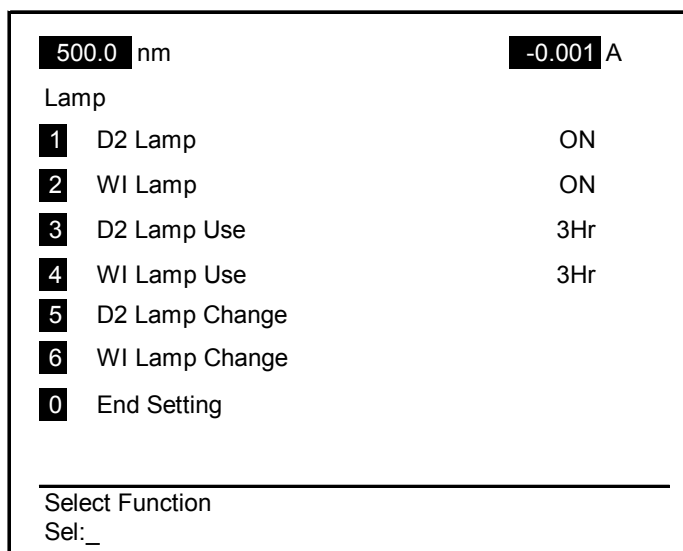 500.0 nm -0.001 A
Lamp
1 D2 Lamp ON
2 WI Lamp ON
3 D2 Lamp Use 3Hr
4 WI Lamp Use 3Hr
5 D2 Lamp Change
6 WI Lamp Change
0 End Setting
Select Function
Sel:_